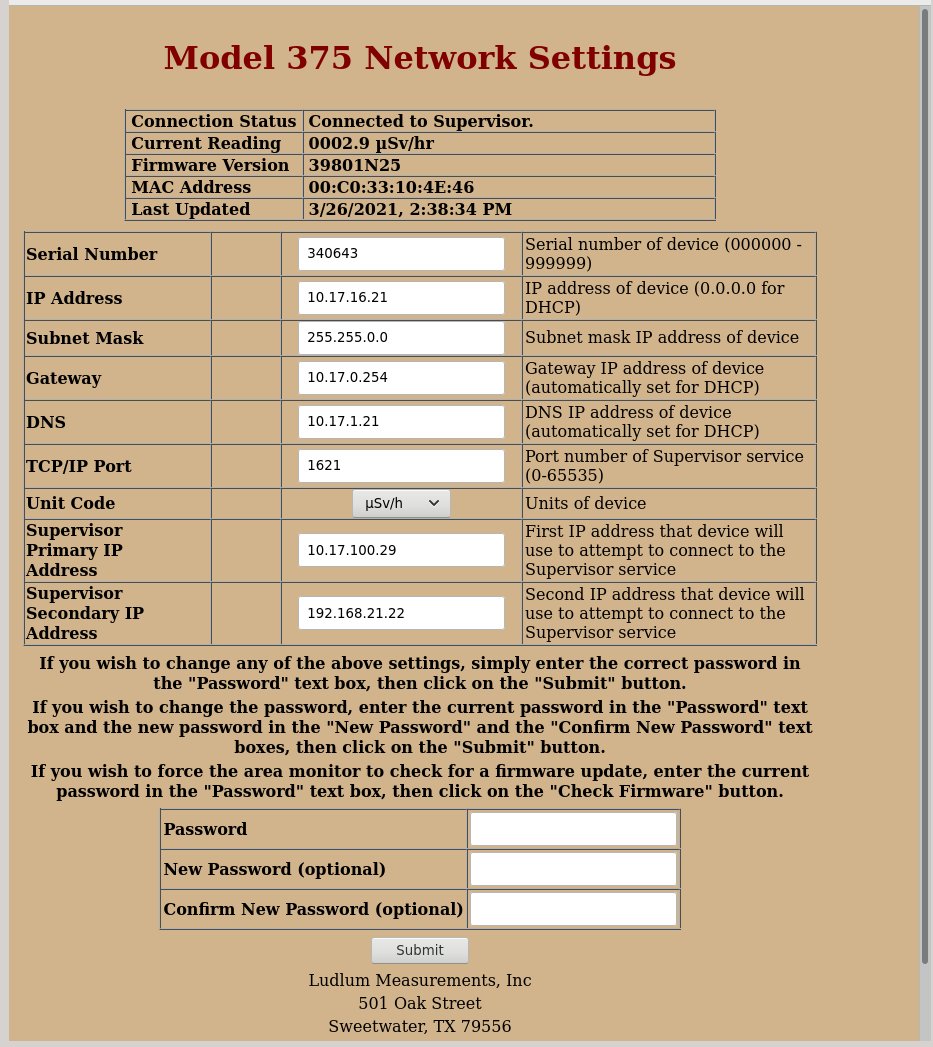 Model 375 Network Settings
Connection Status Connected to Supervisor.
Current Reading 0002.9 µSv/hr
Firmware Version 39801N25
MAC Address 00:C0:33:10:4E:46
Last Updated 3/26/2021, 2:38:34 PM
Serial Number 340643 Serial number of device (000000 -
999999)
IP Address 10.17.16.21 IP address of device (0.0.0.0 for
DHCP)
Subnet Mask 255.255.0.0 Subnet mask IP address of device
Gateway 10.17.0.254 Gateway IP address of device
(automatically set for DHCP)
DNS 10.17.1.21 DNS IP address of device
(automatically set for DHCP)
TCP/IP Port 1621 Port number of Supervisor service
(0-65535)
Unit Code µSv/h Units of device
Supervisor
Primary IP
Address
10.17.100.29
First IP address that device will
use to attempt to connect to the
Supervisor service
Supervisor
Secondary IP
Address
192.168.21.22
Second IP address that device will
use to attempt to connect to the
Supervisor service
If you wish to change any of the above settings, simply enter the correct password in
the "Password" text box, then click on the "Submit" button.
If you wish to change the password, enter the current password in the "Password" text
box and the new password in the "New Password" and the "Confirm New Password" text
boxes, then click on the "Submit" button.
If you wish to force the area monitor to check for a firmware update, enter the current
password in the "Password" text box, then click on the "Check Firmware" button.
Password
New Password (optional)
Confirm New Password (optional)
Submit
Ludlum Measurements, Inc
501 Oak Street
Sweetwater, TX 79556